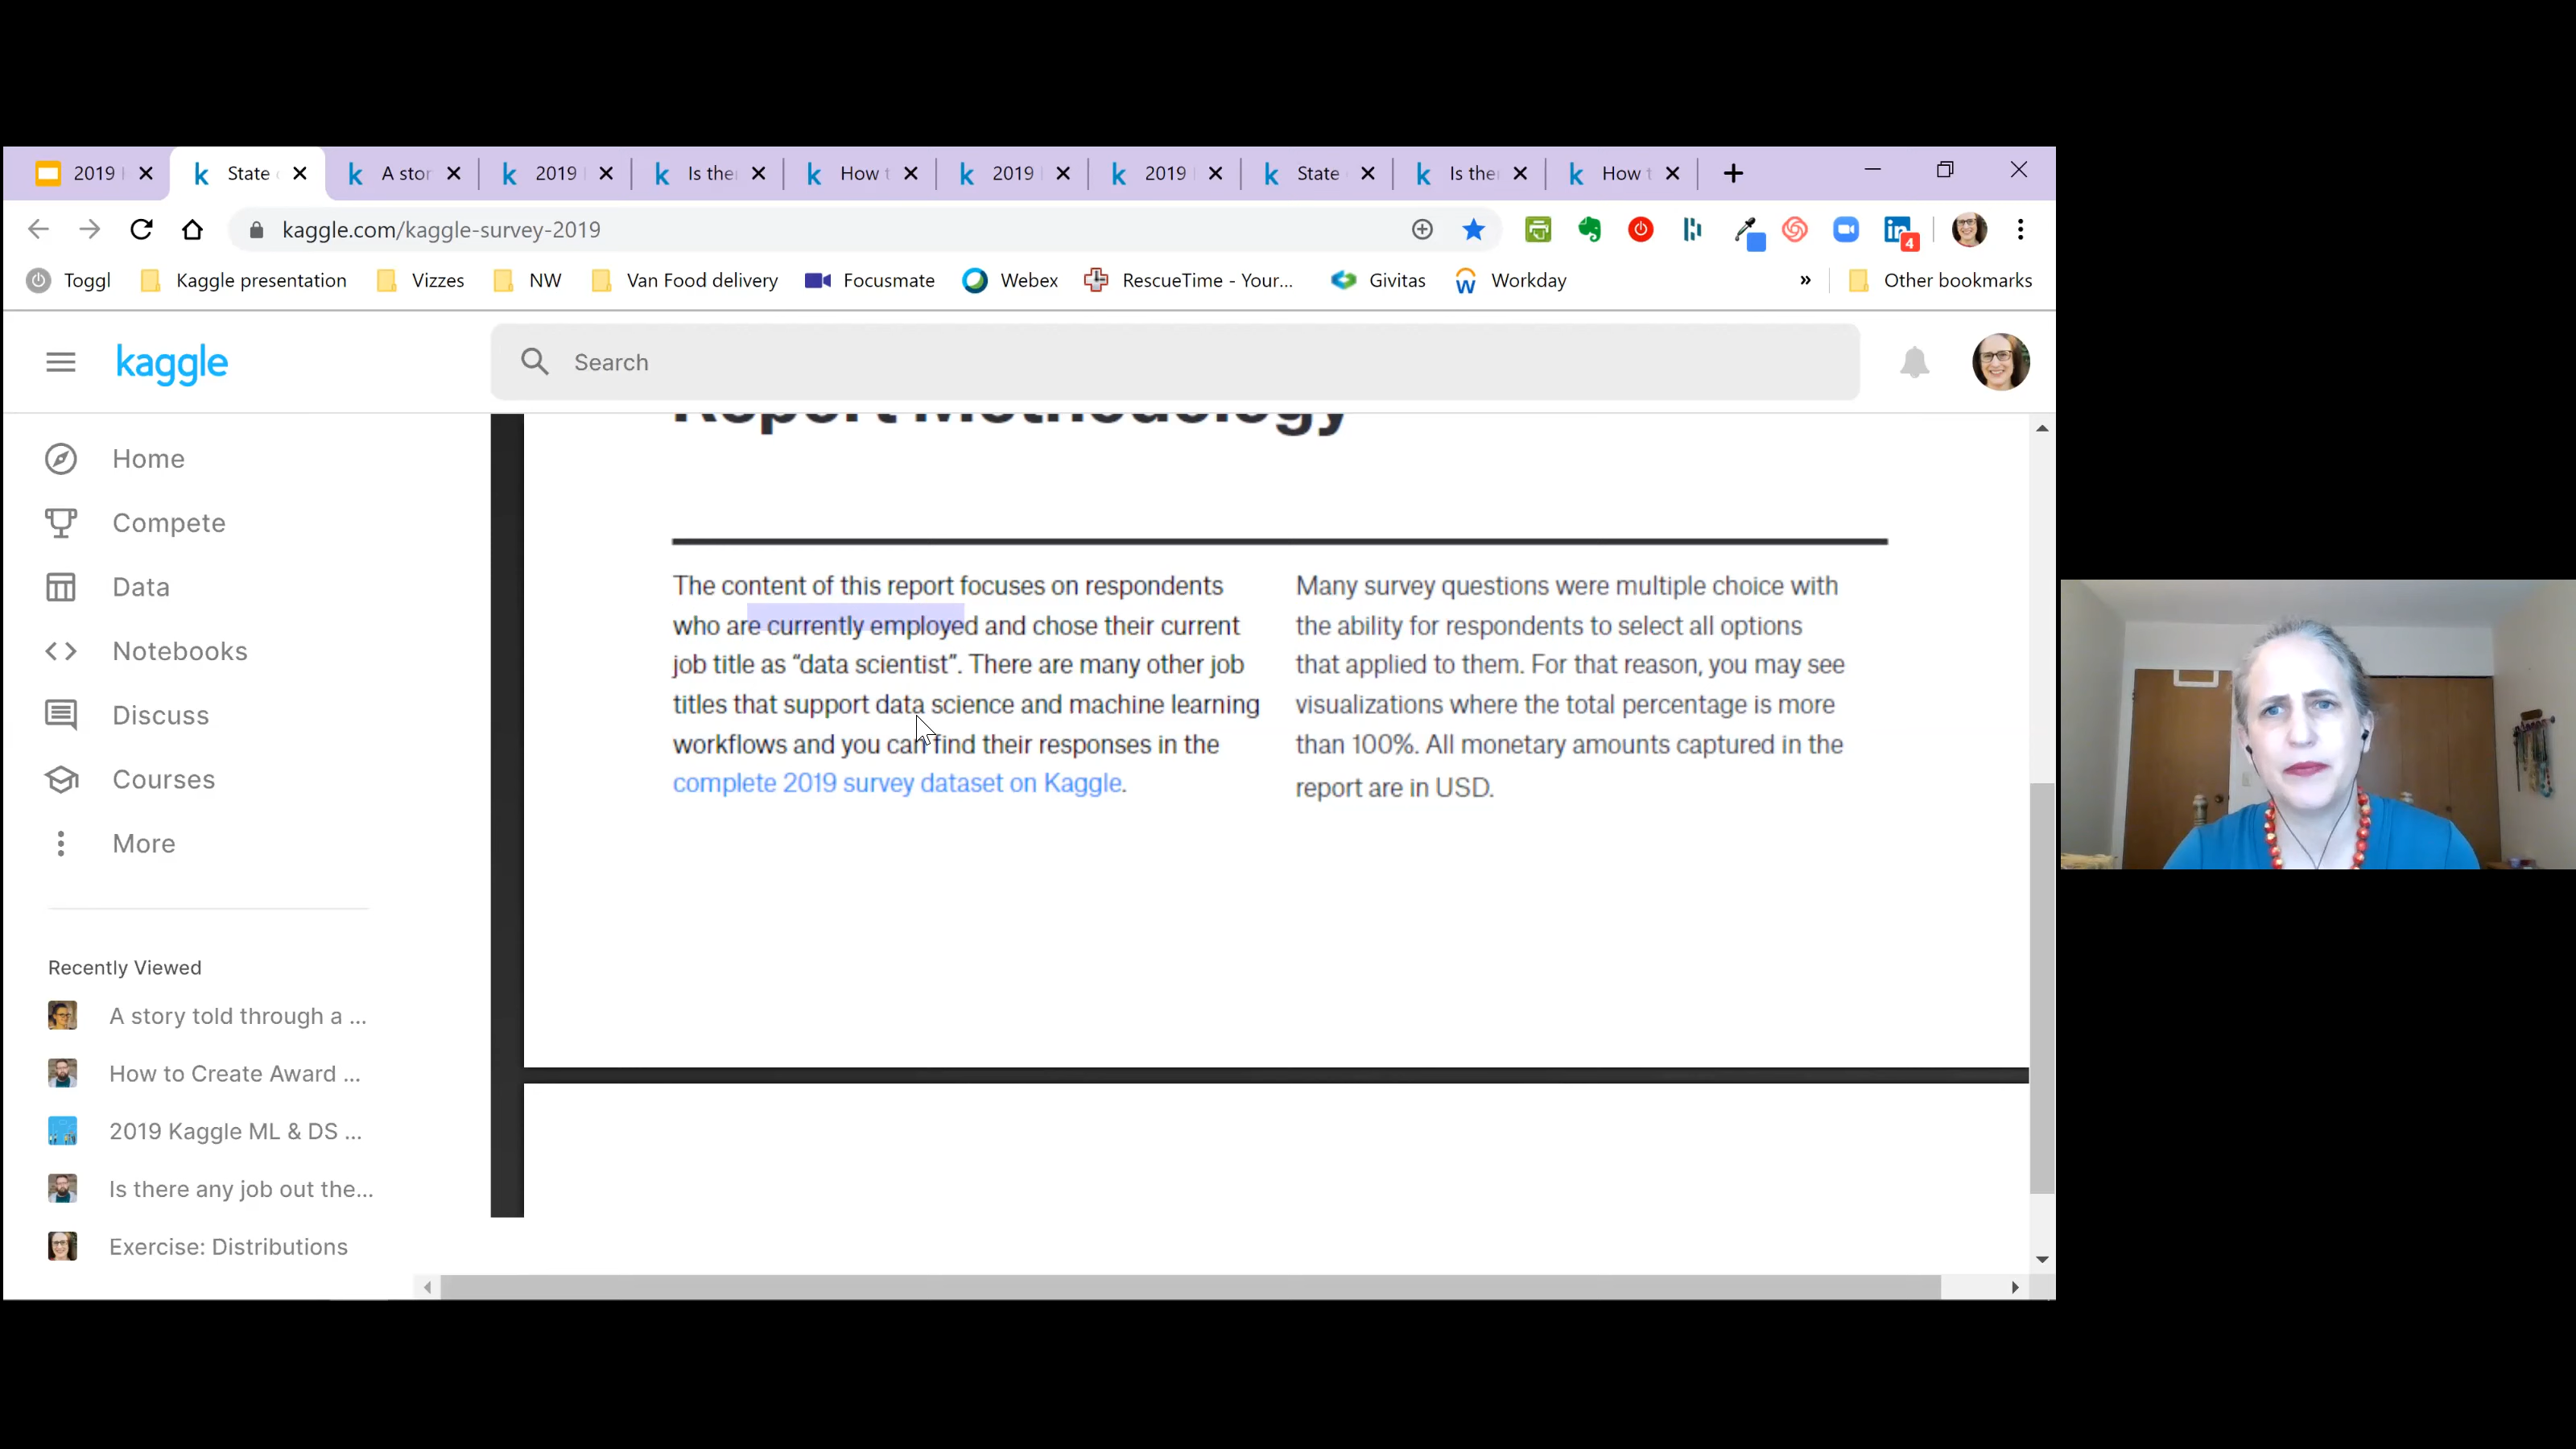 2019
State
A stor
2019
Is the
How t
2019
2019
State
Is the
How t
kaggle.com/kaggle-survey-2019
4
Toggl
Kaggle presentation
Vizzes
NW
Van Food delivery
Focusmate
Webex
RescueTime - Your...
Givitas
Workday
»
Other bookmarks
kaggle
Search
Home
Compete
Data
Notebooks
Discuss
Courses
More
Recently Viewed
A story told through a ...
How to Create Award ...
2019 Kaggle ML & DS ...
Is there any job out the...
Exercise: Distributions
Report Methodology
The content of this report focuses on respondents
who are currently employed and chose their current
job title as “data scientist”. There are many other job
titles that support data science and machine learning
workflows and you can find their responses in the
complete 2019 survey dataset on Kaggle.
Many survey questions were multiple choice with
the ability for respondents to select all options
that applied to them. For that reason, you may see
visualizations where the total percentage is more
than 100%. All monetary amounts captured in the
report are in USD.